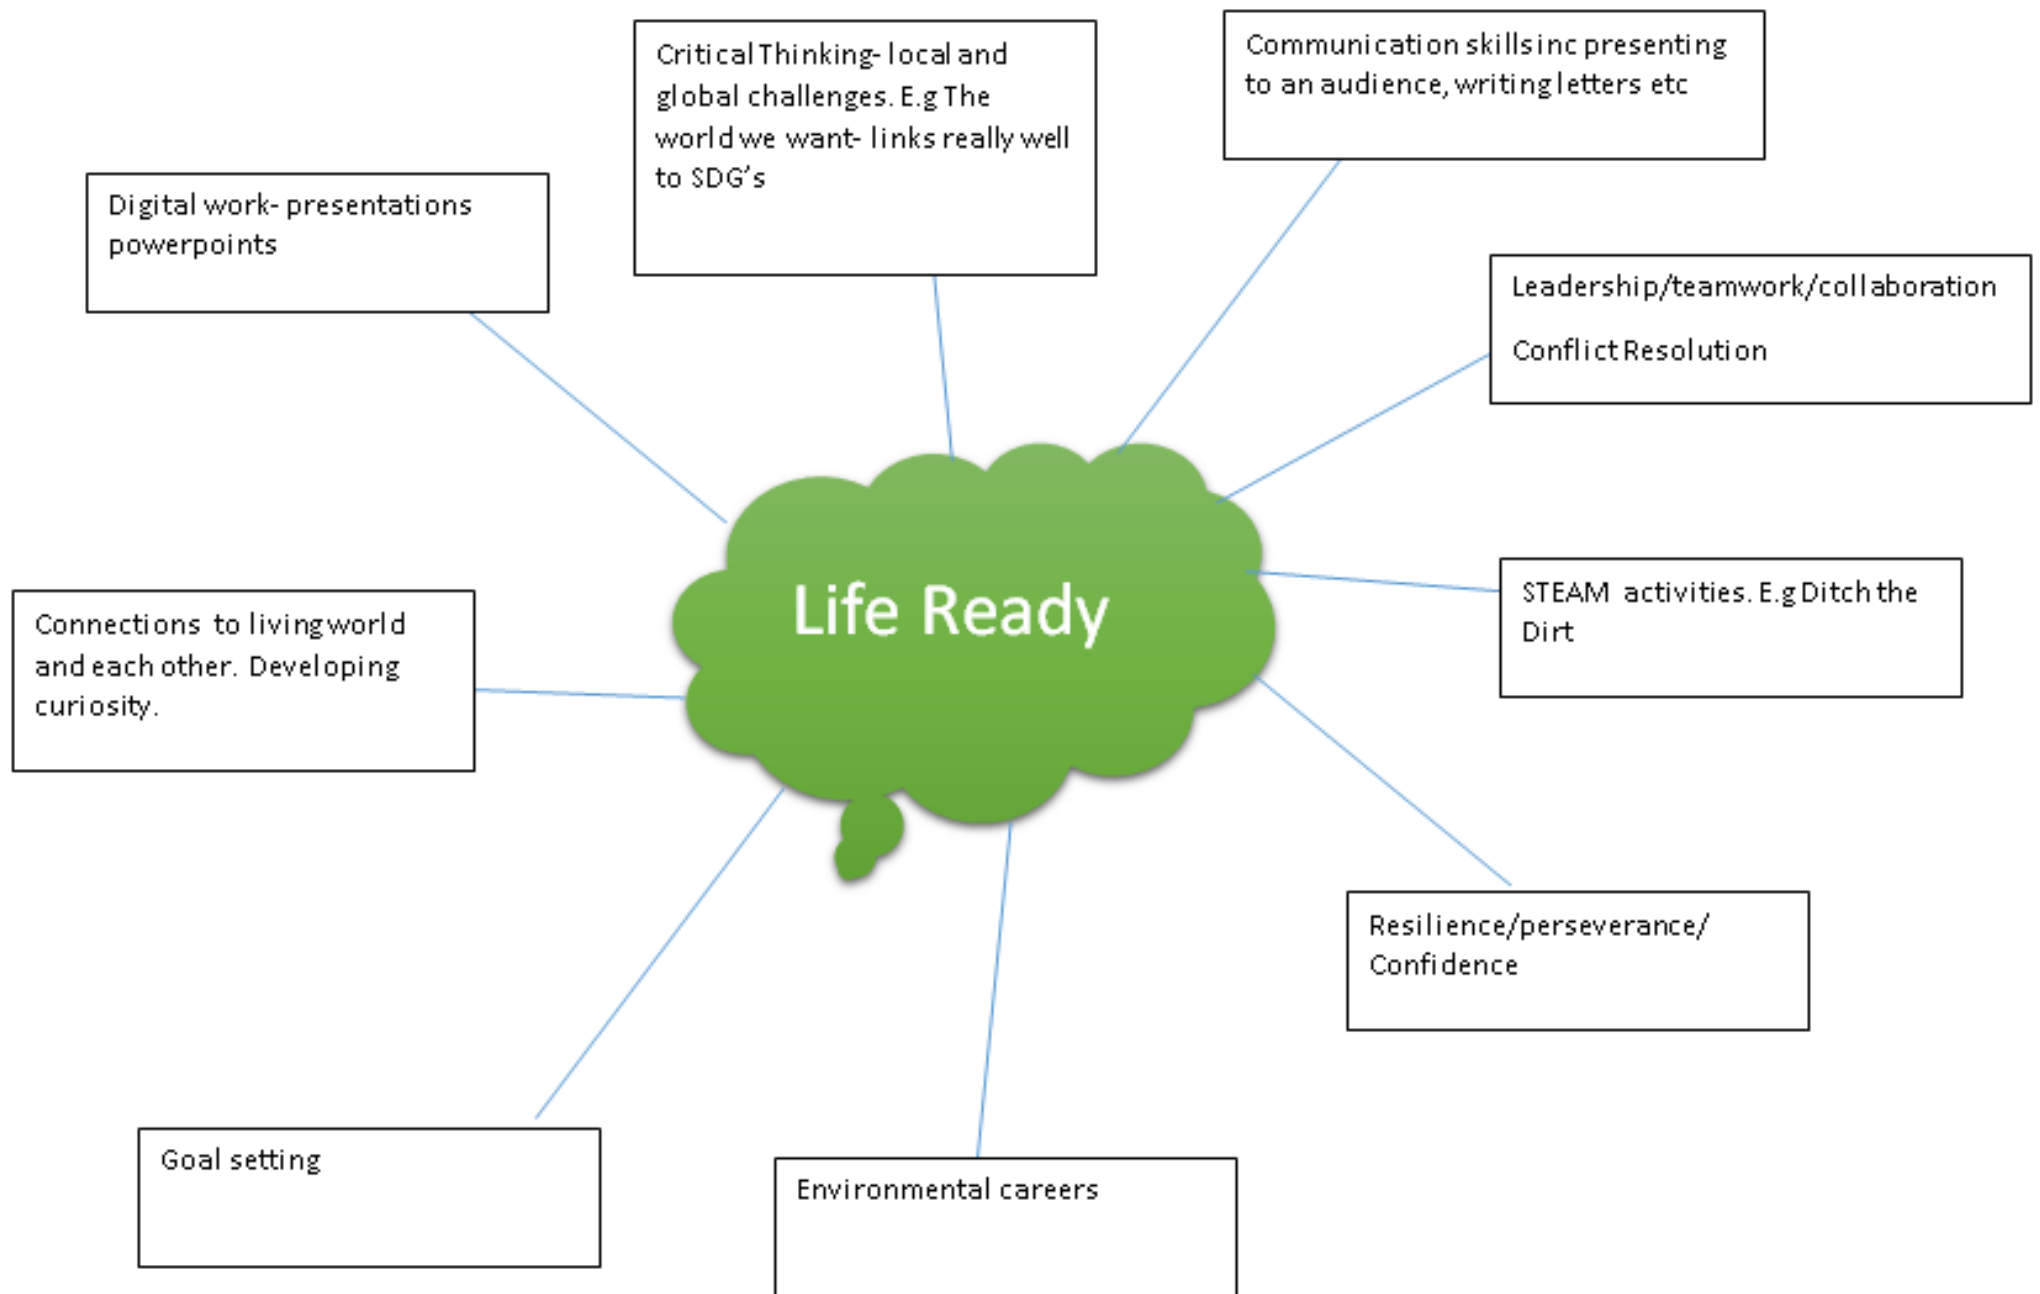 Critical Thinking- local and
global challenges. E.g The
world we want- links really well
to SDG's
Communication skills inc presenting
to an audience, writing letters etc
Digital work- presentations
powerpoints
Leadership/teamwork/collaboration
Conflict Resolution
Life Ready
STEAM activities. E.g Ditch the
Dirt
Connections to living world
and each other. Developing
curiosity.
Resilience/perseverance/
Confidence
Goal setting
Environmental careers